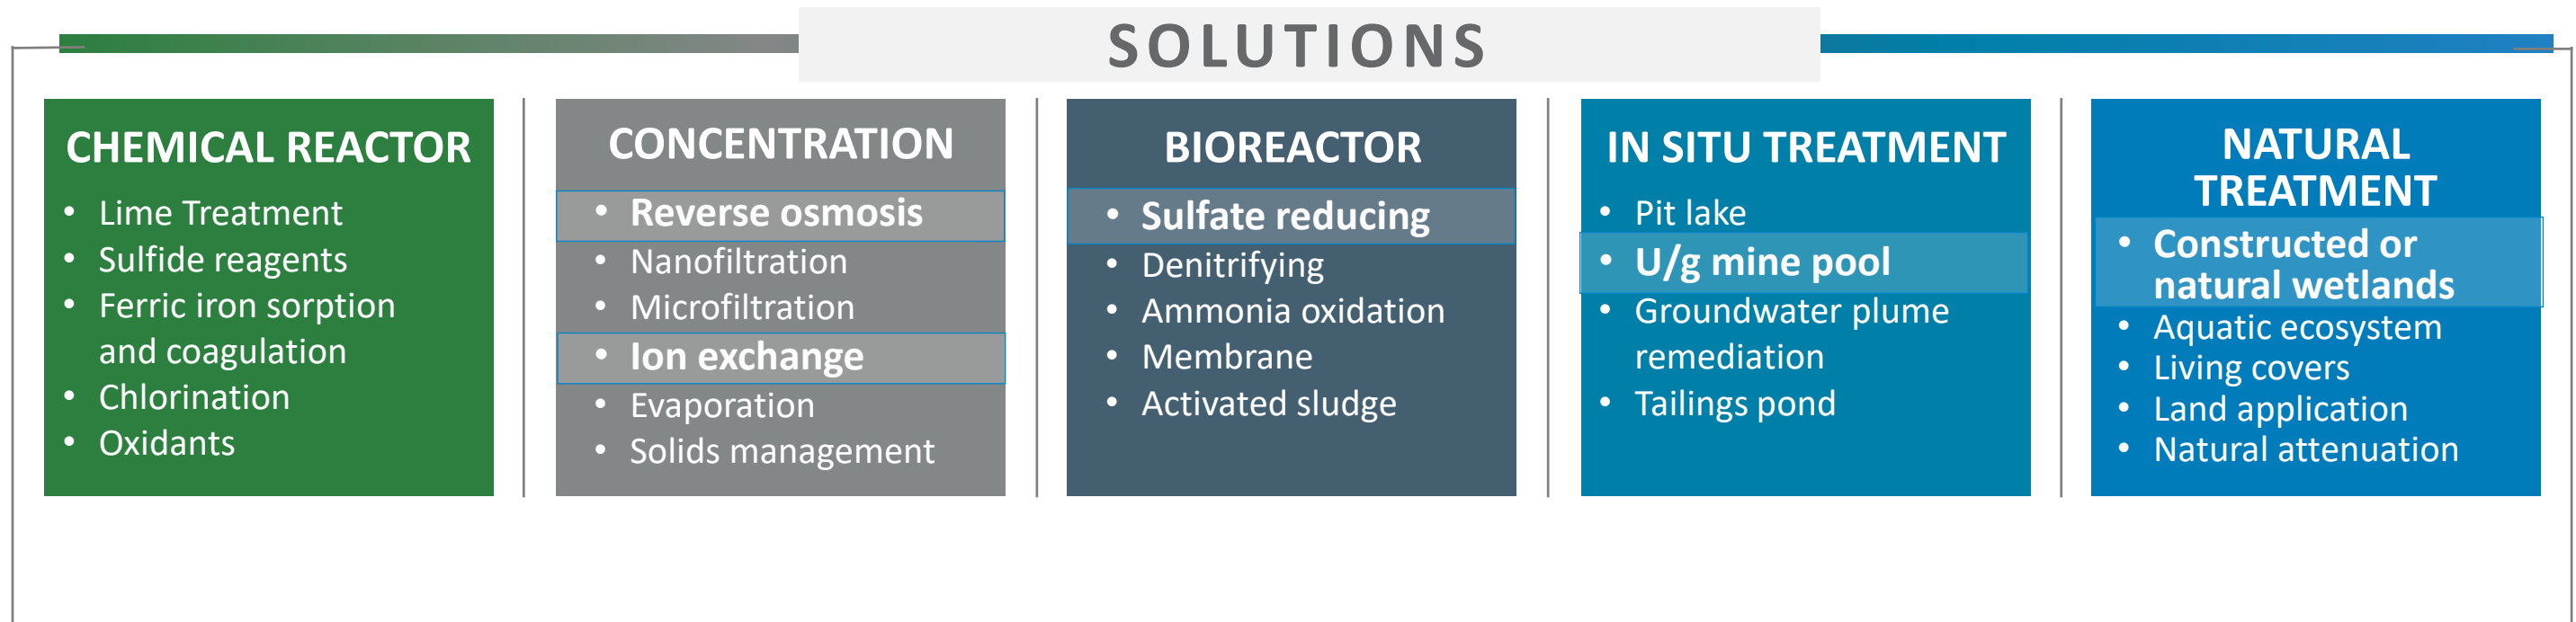 SOLUTIONS
CHEMICAL REACTOR
• Lime Treatment
• Sulfide reagents
• Ferric iron sorption
and coagulation
• Chlorination
• Oxidants
CONCENTRATION
• Reverse osmosis
• Nanofiltration
• Microfiltration
• Ion exchange
• Evaporation
• Solids management
BIOREACTOR
• Sulfate reducing
• Denitrifying
• Ammonia oxidation
• Membrane
• Activated sludge
IN SITU TREATMENT
• Pit lake
• U/g mine pool
• Groundwater plume
remediation
• Tailings pond
NATURAL
TREATMENT
• Constructed or
natural wetlands
• Aquatic ecosystem
• Living covers
• Land application
• Natural attenuation